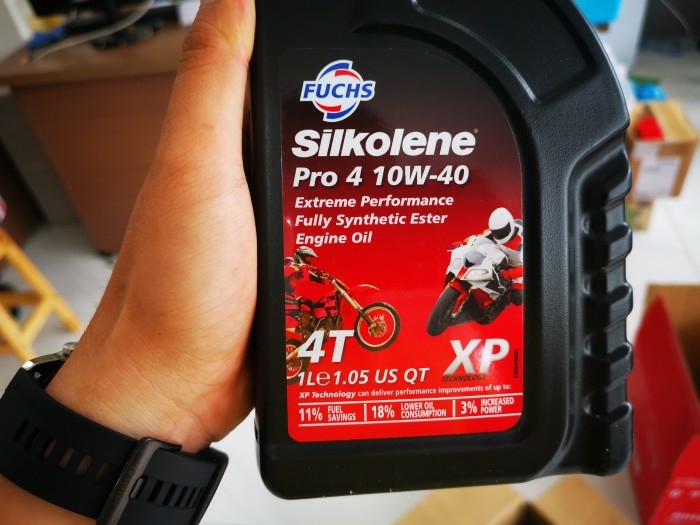 FUCHS
Silkolene®
Pro 4 10W-40
Extreme Performance
Fully Synthetic Ester
Engine Oil
4T
XP
TECHNOLOGY
1L℮1.05 US QT
XP Technology can deliver performance improvements of up to:
11% FUEL SAVINGS
18% LOWER OIL CONSUMPTION
3% INCREASED POWER